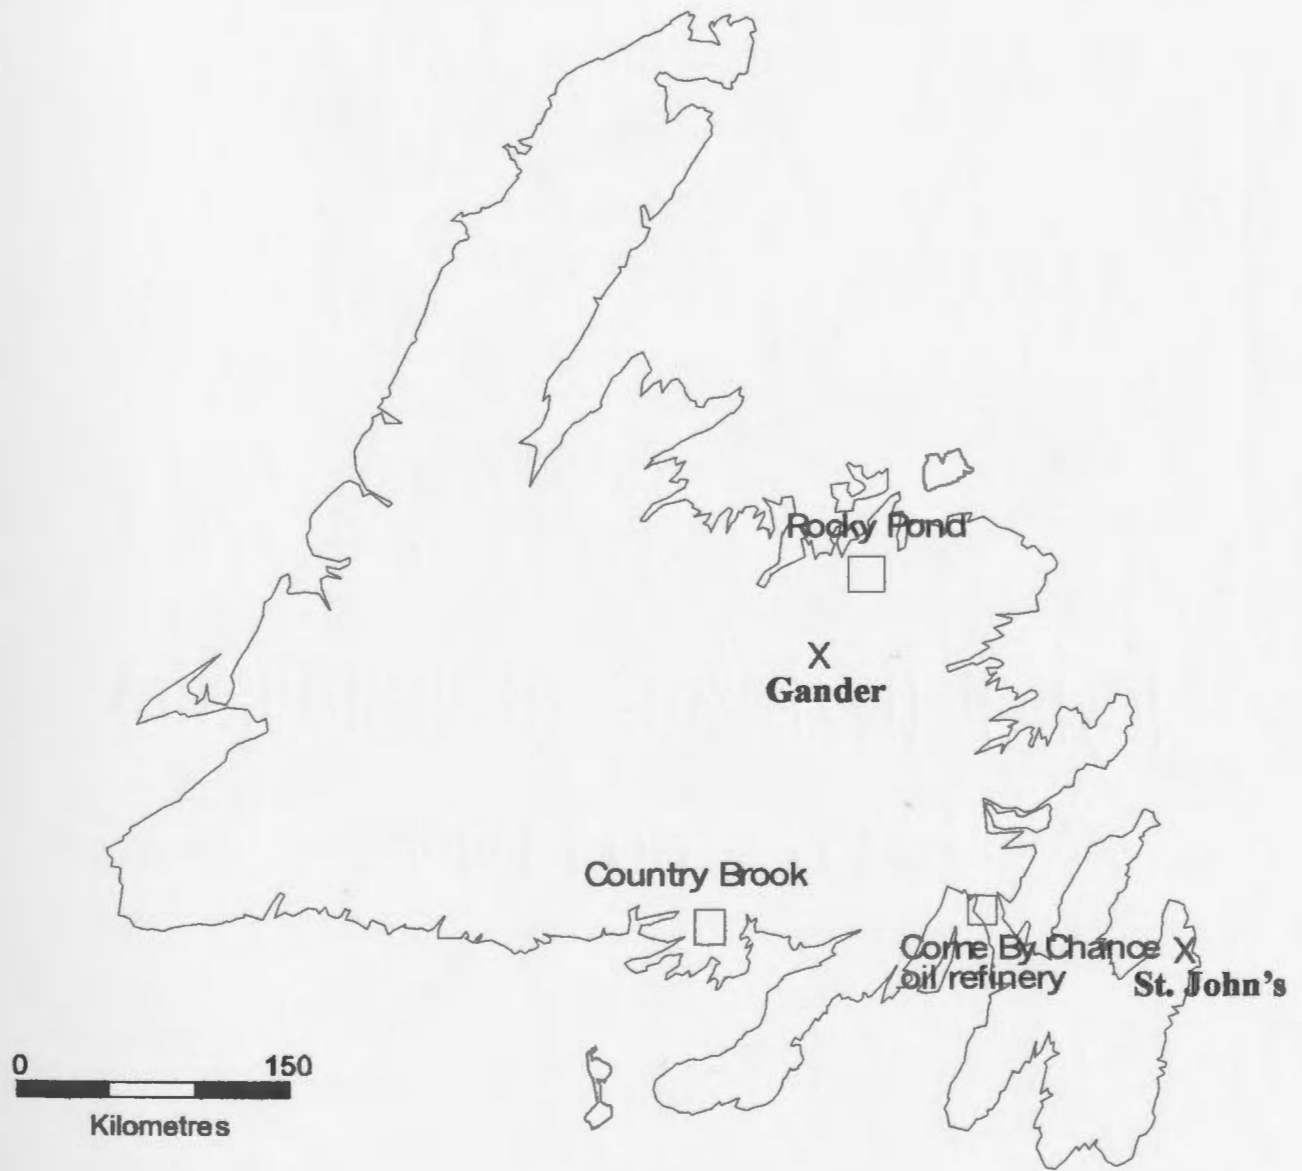 Rocky Pond
X
Gander
Country Brook
Come By Chance X
oil refinery
St. John's
0 150
Kilometres